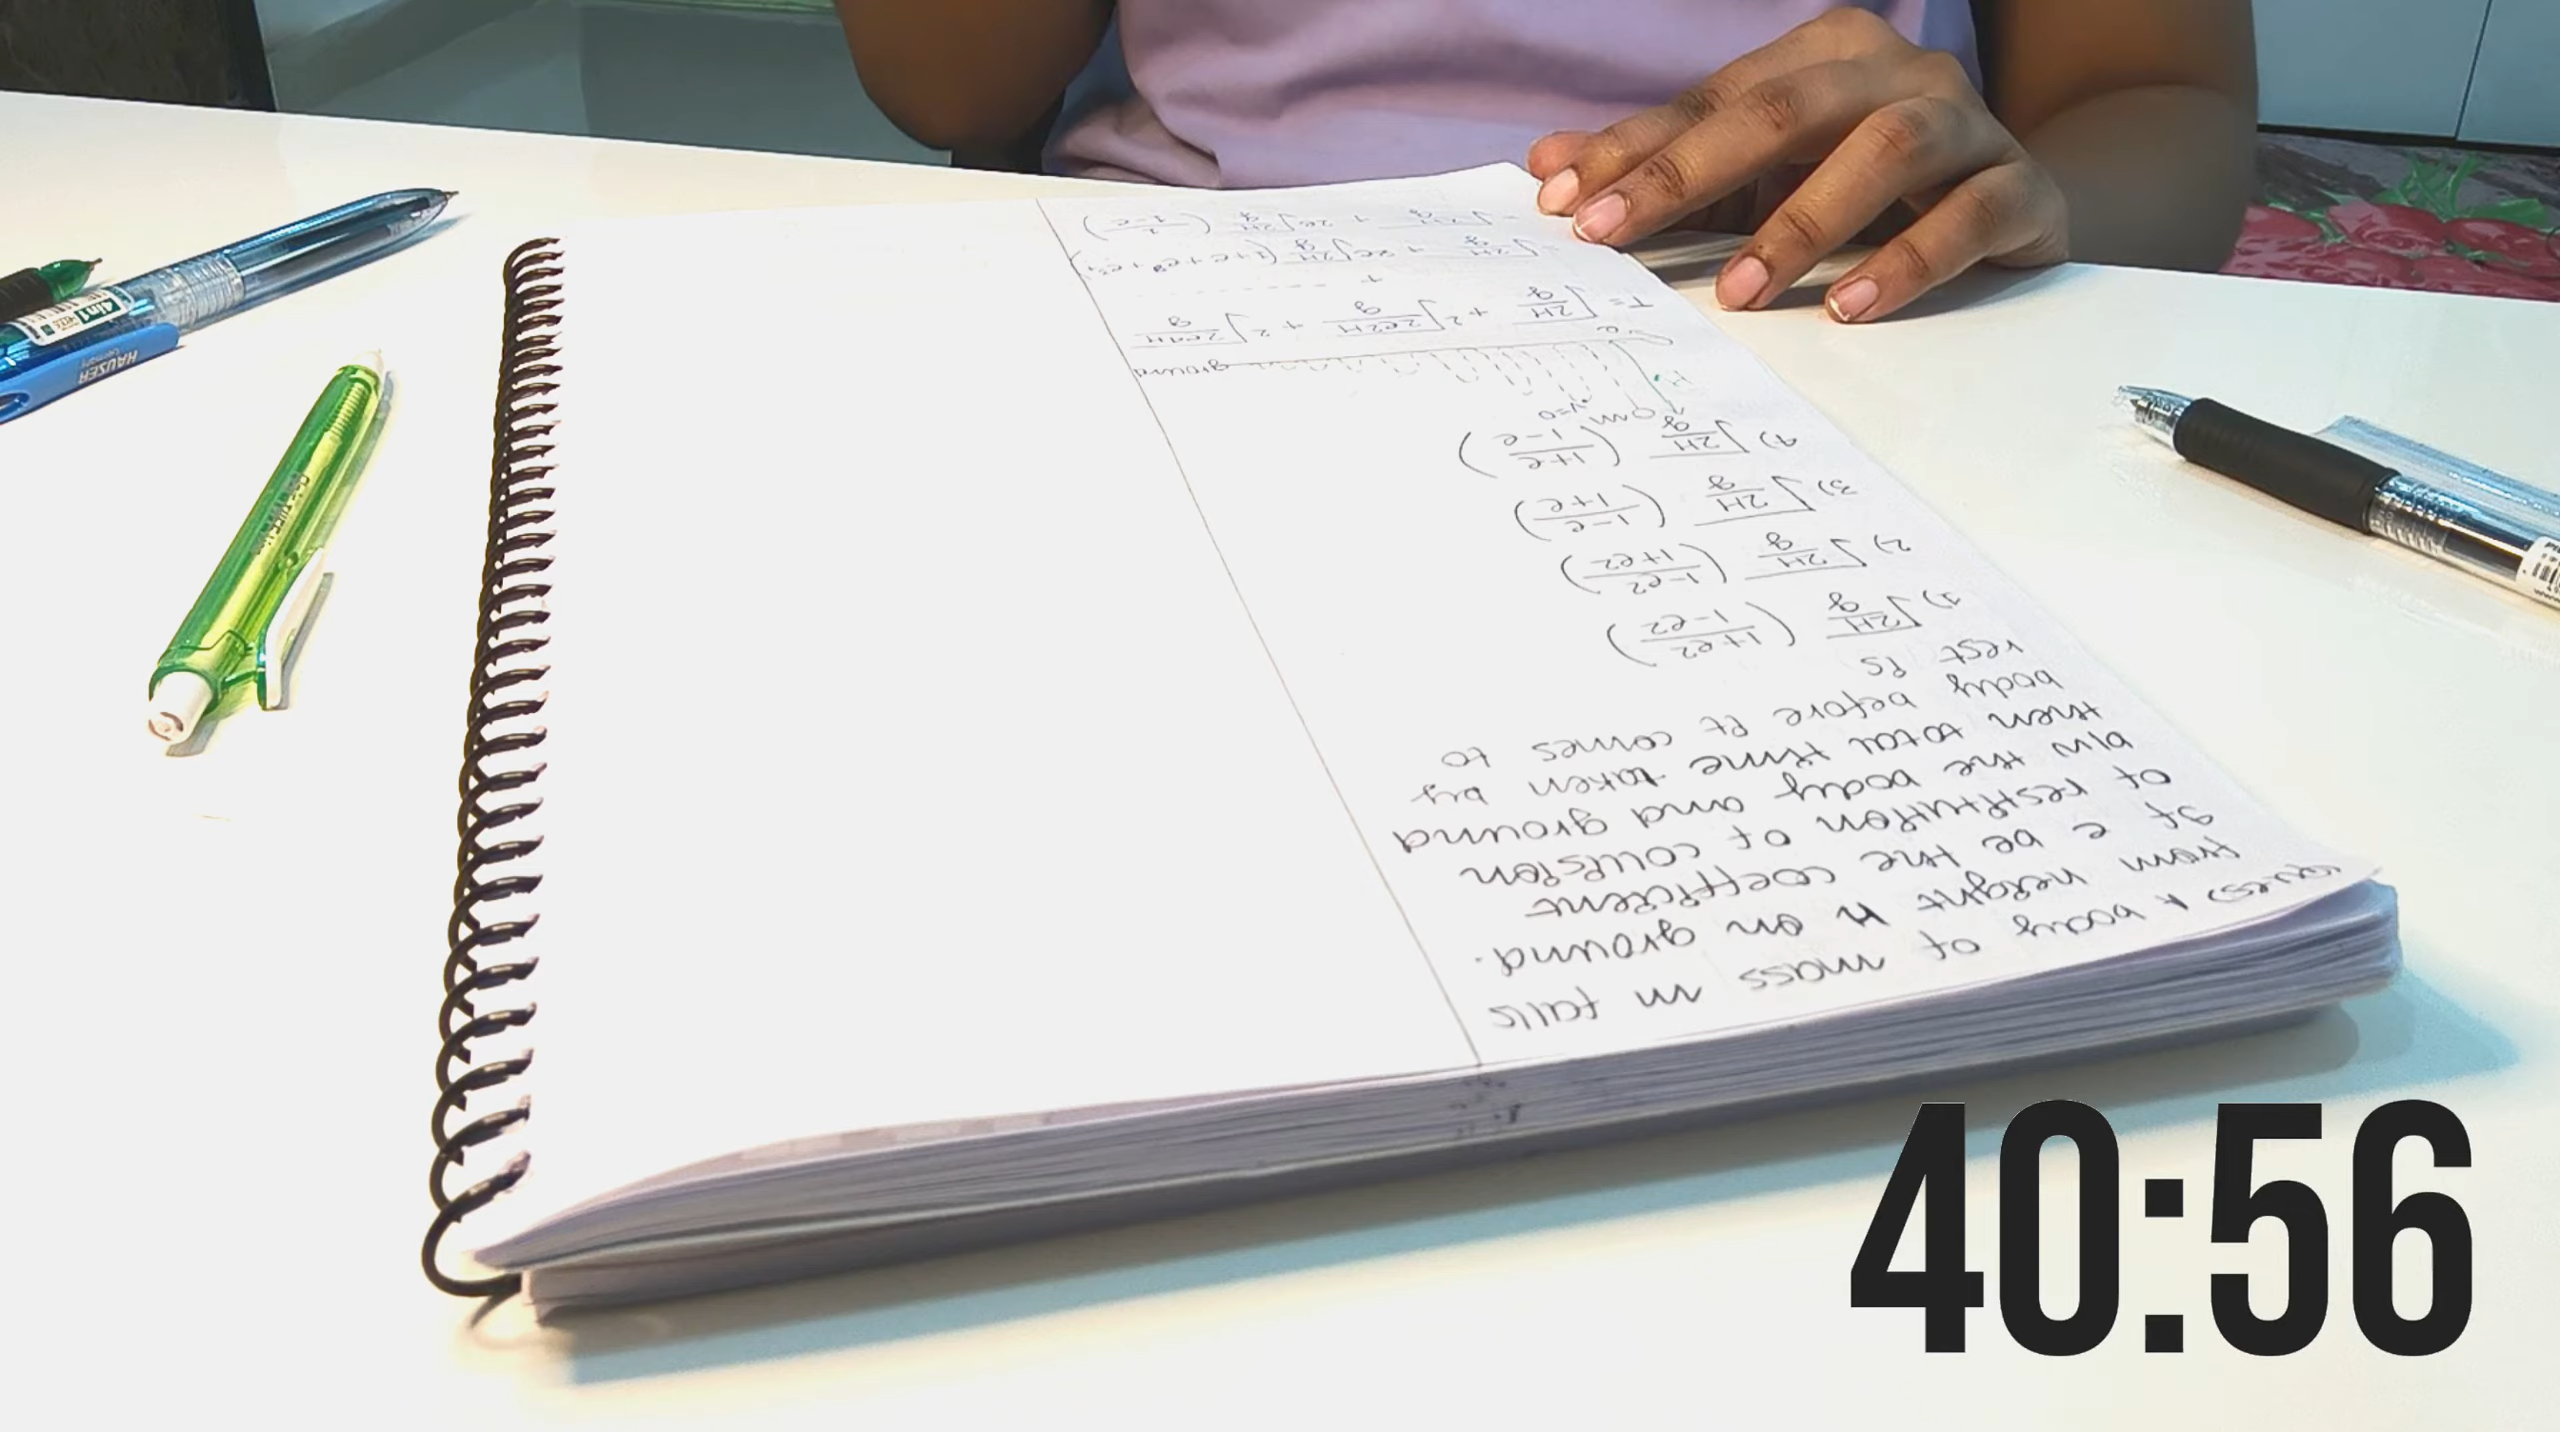 A body of mass m falls
from height H on ground.
If e be the coefficient
of restitution of collision
b/w the body and ground
then total time taken by
body before it comes to
rest is
1) √2H/g (1+e2/1-e2)
2) √2H/g (1-e2/1+e2)
3) √2H/g (1-e/1+e)
4) √2H/g (1+e/1-e)
m
v=0
H
ground
T= √2H/g +2√2e2H/g +2√2e4H/g
+ - - - - - -
HAUSER
4in1
40:56